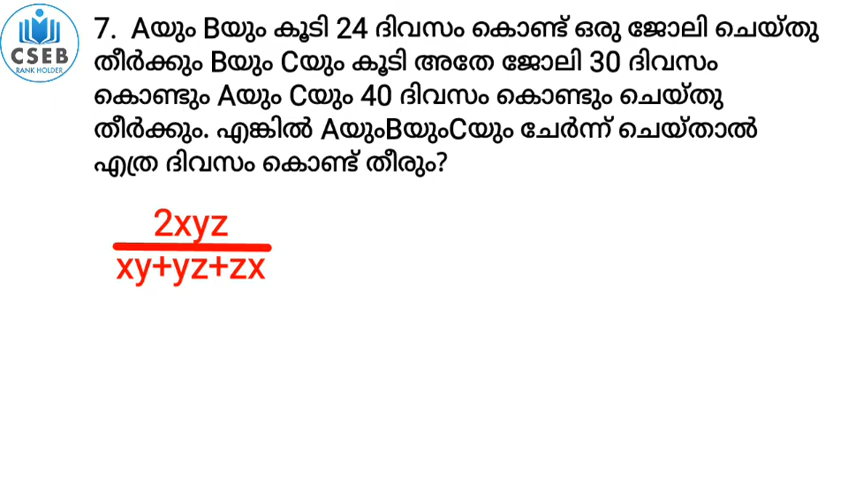 CSEB
RANK HOLDER
7. Aയും Bയും കൂടി 24 ദിവസം കൊണ്ട് ഒരു ജോലി ചെയ്തു
തീർക്കും Bയും Cയും കൂടി അതേ ജോലി 30 ദിവസം
കൊണ്ടും Aയും Cയും 40 ദിവസം കൊണ്ടും ചെയ്തു
തീർക്കും. എങ്കിൽ AയുംBയുംCയും ചേർന്ന് ചെയ്താൽ
എത്ര ദിവസം കൊണ്ട് തീരും?
2xyz
xy+yz+zx